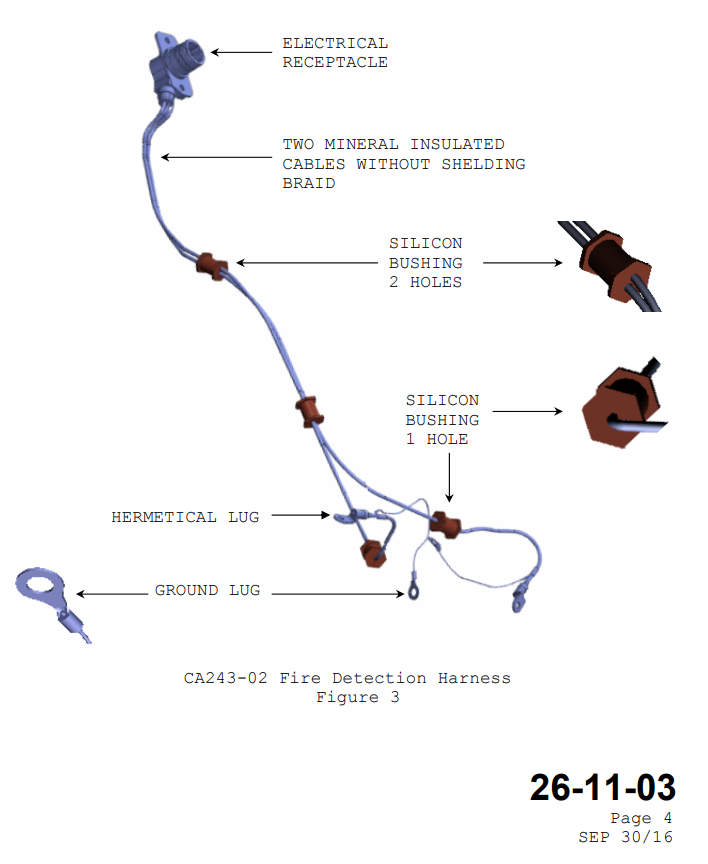 ELECTRICAL
RECEPTACLE
TWO MINERAL INSULATED
CABLES WITHOUT SHELDING
BRAID
SILICON
BUSHING
2 HOLES
SILICON
BUSHING
1 HOLE
HERMETICAL LUG
GROUND LUG
CA243-02 Fire Detection Harness
Figure 3
26-11-03
Page 4
SEP 30/16